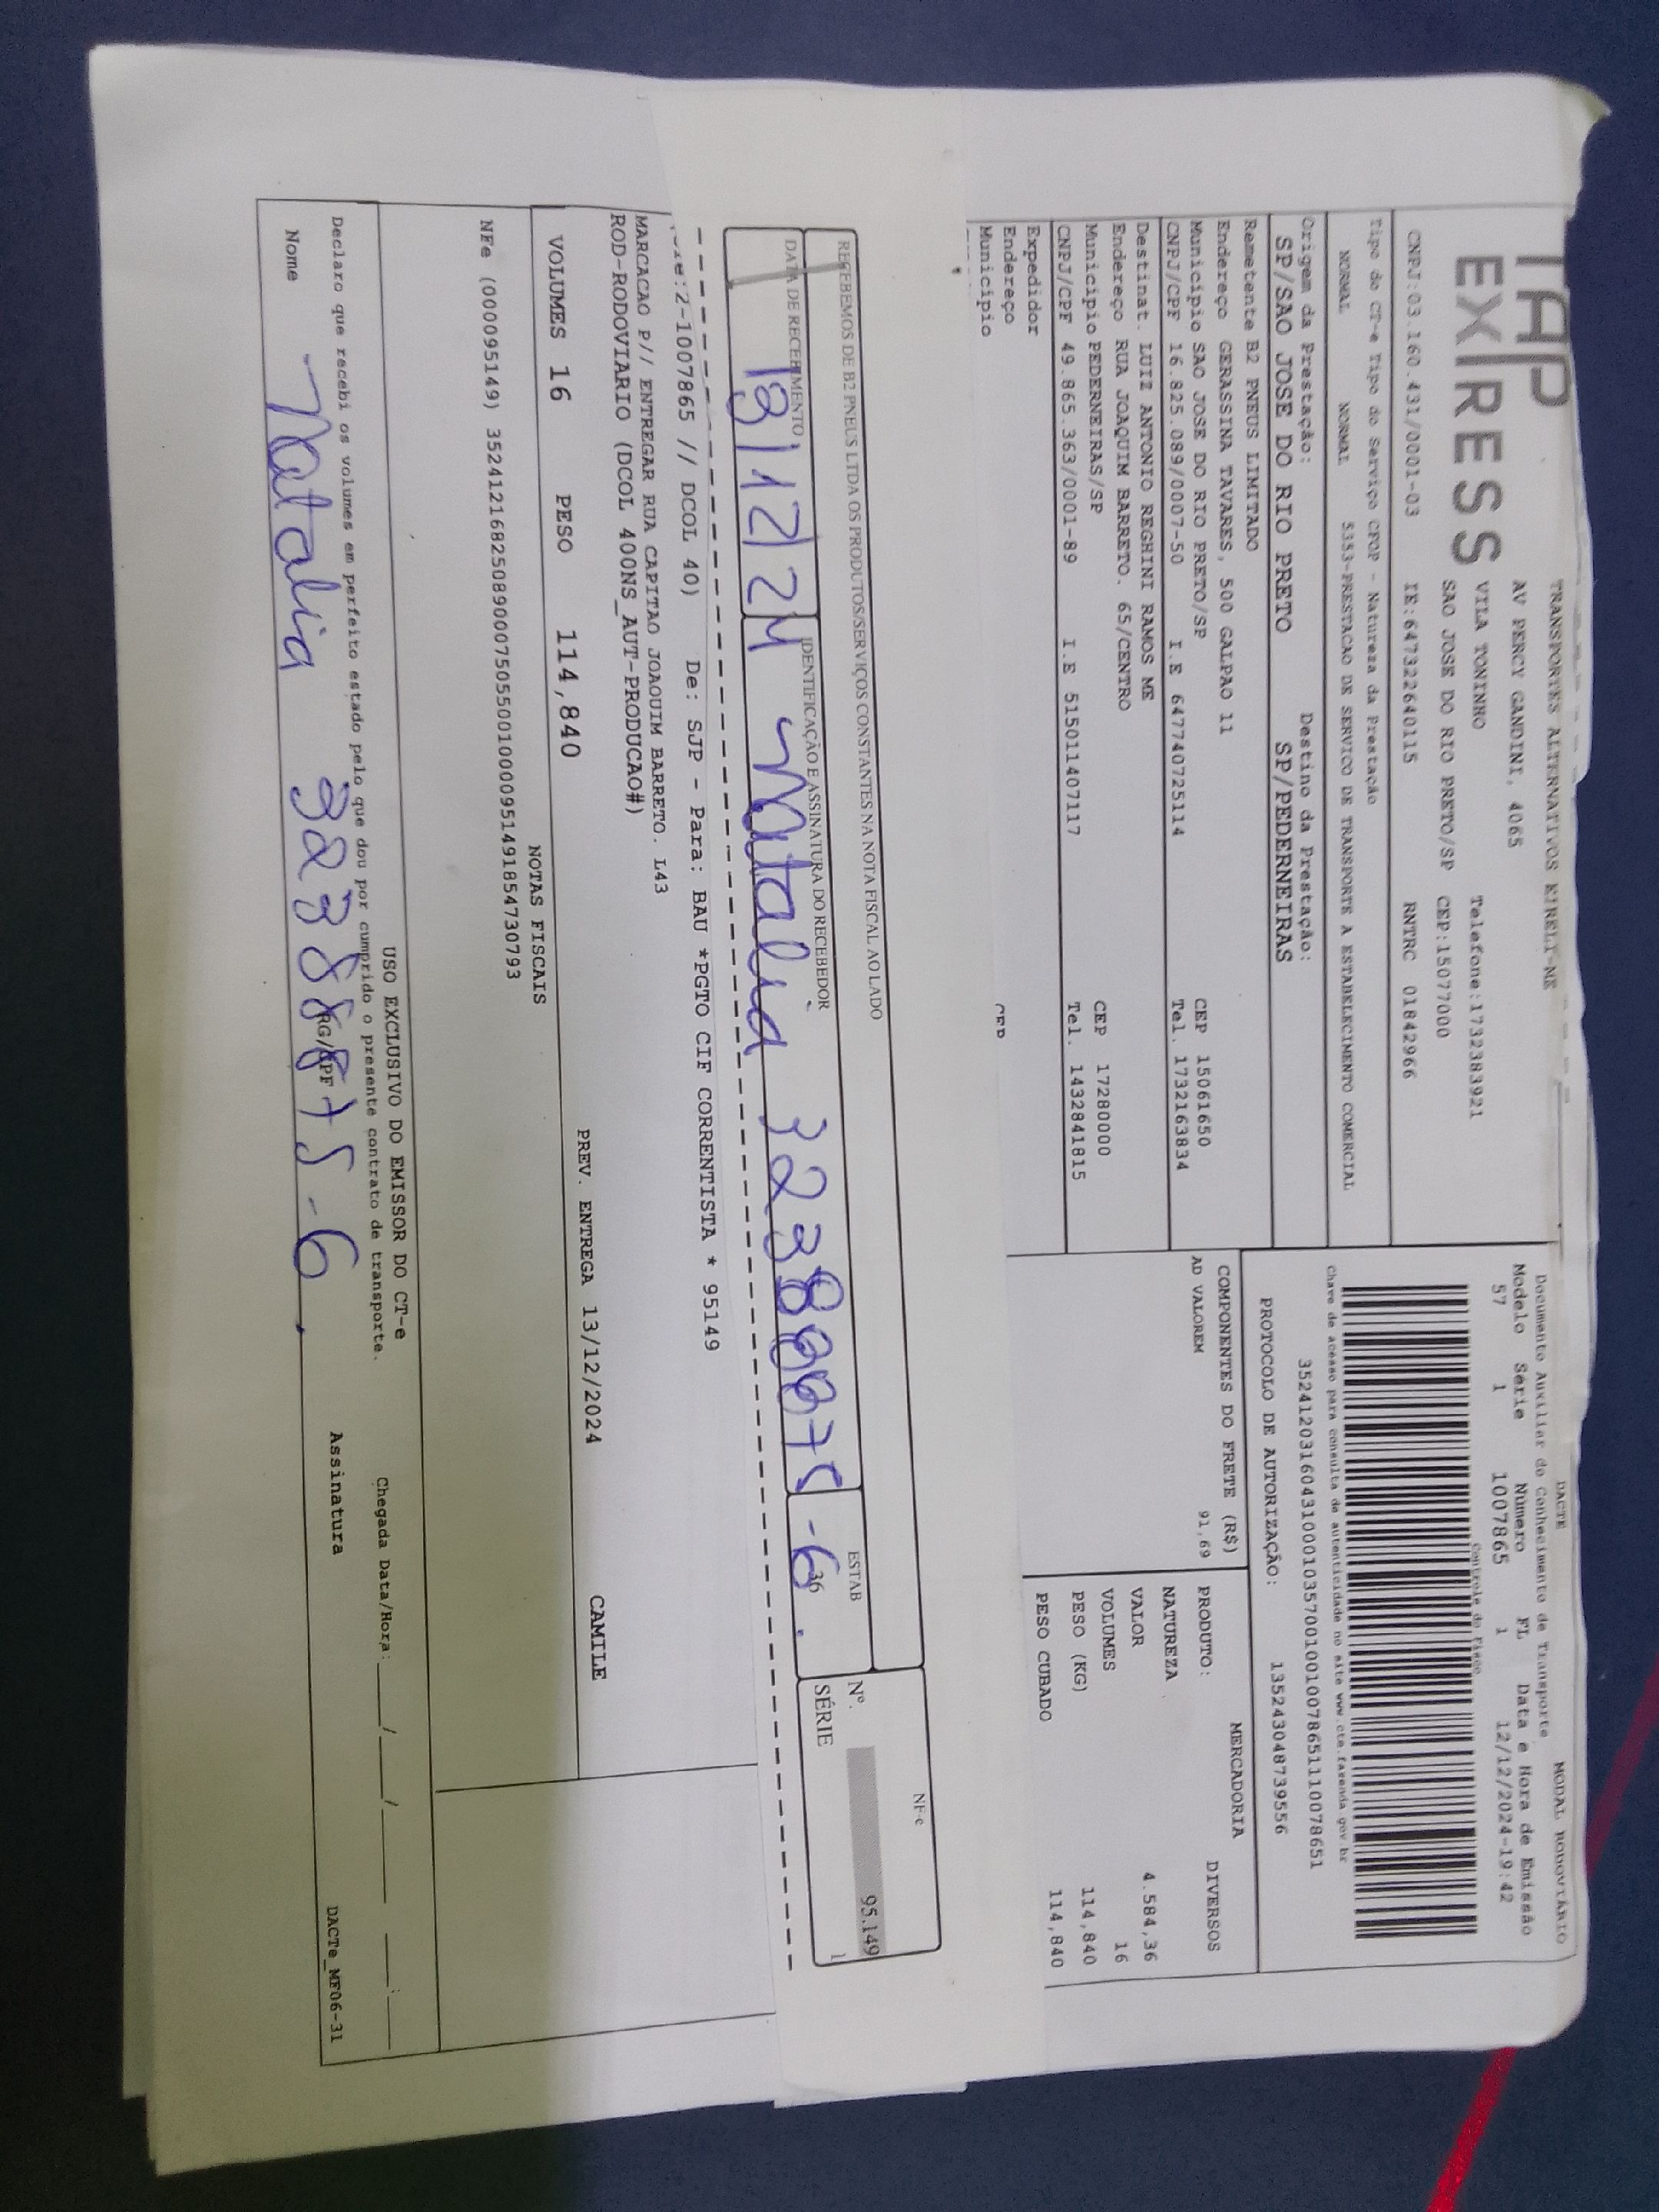 TAP
EXPRESS
TRANSPORTES ALTERNATIVOS EIRELI-ME
AV PERCY GANDINI, 4065
VILA TONINHO Telefone:1732383921
SAO JOSE DO RIO PRETO/SP CEP:15077000
CNPJ:03.160.431/0001-03 IE:647322640115 RNTRC 01842966
DACTE MODAL RODOVIÁRIO
Documento Auxiliar do Conhecimento de Transporte
Modelo Série Número FL Data e Hora de Emissão
57 1 1007865 1 12/12/2024-19:42
Controle do Fisco
Chave de acesso para consulta de autenticidade no site www.cte.fazenda.gov.br
35241203160431000103570010010078651110078651
PROTOCOLO DE AUTORIZAÇÃO: 135243048739556
Tipo do CT-e Tipo do Serviço CFOP - Natureza da Prestação
NORMAL NORMAL 5353-PRESTACAO DE SERVICO DE TRANSPORTE A ESTABELECIMENTO COMERCIAL
Origem da Prestação: Destino da Prestação:
SP/SAO JOSE DO RIO PRETO SP/PEDERNEIRAS
Remetente B2 PNEUS LIMITADO
Endereço GERASSINA TAVARES, 500 GALPAO 11
Município SAO JOSE DO RIO PRETO/SP CEP 15061650
CNPJ/CPF 16.825.089/0007-50 I.E 647740725114 Tel. 1732163834
Destinat. LUIZ ANTONIO REGHINI RAMOS ME
Endereço RUA JOAQUIM BARRETO. 65/CENTRO
Município PEDERNEIRAS/SP CEP 17280000
CNPJ/CPF 49.865.363/0001-89 I.E 515011407117 Tel. 1432841815
Expedidor
Endereço
Município CEP
COMPONENTES DO FRETE (R$)
AD VALOREM 91,69
MERCADORIA
PRODUTO: DIVERSOS
NATUREZA
VALOR 4.584,36
VOLUMES 16
PESO (KG) 114,840
PESO CUBADO 114,840
RECEBEMOS DE B2 PNEUS LTDA OS PRODUTOS/SERVIÇOS CONSTANTES NA NOTA FISCAL AO LADO
DATA DE RECEBIMENTO IDENTIFICAÇÃO E ASSINATURA DO RECEBEDOR ESTAB
13/12/24 Natalia 32388875-6.
36
NF-e
Nº. 95.149
SÉRIE 1
:2-1007865 // DCOL 40) De: SJP - Para: BAU *PGTO CIF CORRENTISTA * 95149
MARCACAO P// ENTREGAR RUA CAPITAO JOAQUIM BARRETO. L43
ROD-RODOVIARIO (DCOL 400NS_AUT-PRODUCAO#)
VOLUMES 16 PESO 114,840 PREV. ENTREGA 13/12/2024 CAMILE
NOTAS FISCAIS
NFe (000095149) 35241216825089000750550010000951491854730793
USO EXCLUSIVO DO EMISSOR DO CT-e
Declaro que recebi os volumes em perfeito estado pelo que dou por cumprido o presente contrato de transporte. Chegada Data/Hora:____/____/______ ___:___
Nome Natalia RG/CPF 32388875-6. Assinatura
DACTe_MF06-31